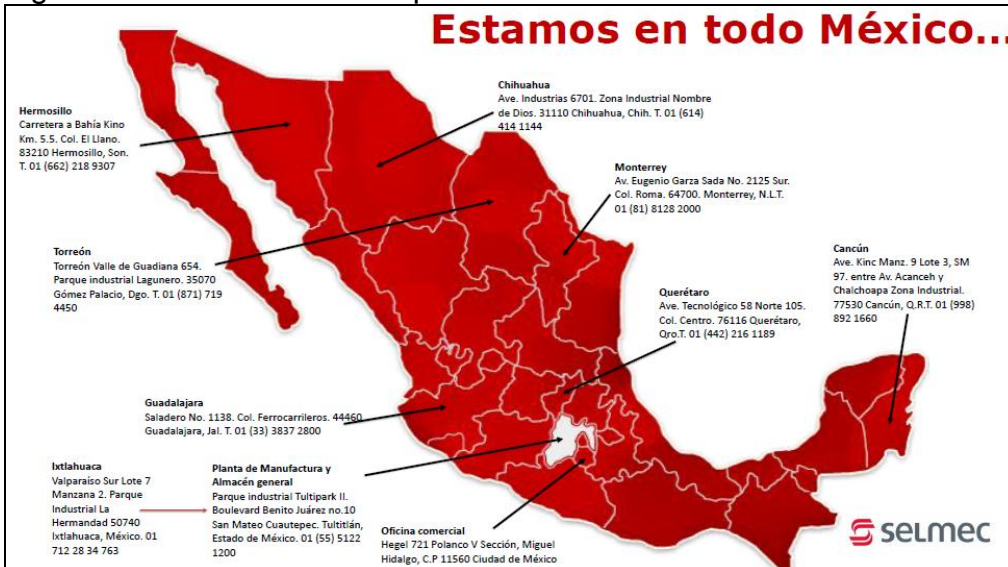 Estamos en todo México...
Chihuahua
Ave. Industrias 6701. Zona Industrial Nombre
de Dios. 31110 Chihuahua, Chih. T. 01 (614)
414 1144
Hermosillo
Carretera a Bahía Kino
Km. 5.5. Col. El Llano.
83210 Hermosillo, Son.
T. 01 (662) 218 9307
Monterrey
Av. Eugenio Garza Sada No. 2125 Sur.
Col. Roma. 64700. Monterrey, N.L.T.
01 (81) 8128 2000
Torreón
Torreón Valle de Guadiana 654.
Parque industrial Lagunero. 35070
Gómez Palacio, Dgo. T. 01 (871) 719
4450
Cancún
Ave. Kinc Manz. 9 Lote 3, SM
97. entre Av. Acanceh y
Chalchoapa Zona Industrial.
77530 Cancún, Q.R.T. 01 (998)
892 1660
Querétaro
Ave. Tecnológico 58 Norte 105.
Col. Centro. 76116 Querétaro,
Qro.T. 01 (442) 216 1189
Guadalajara
Saladero No. 1138. Col. Ferrocarrileros. 44460
Guadalajara, Jal. T. 01 (33) 3837 2800
Ixtlahuaca
Valparaíso Sur Lote 7
Manzana 2. Parque
Industrial La
Hermandad 50740
Ixtlahuaca, México. 01
712 28 34 763
Planta de Manufactura y
Almacén general
Parque industrial Tultipark II.
Boulevard Benito Juárez no.10
San Mateo Cuautepec. Tultitlán,
Estado de México. 01 (55) 5122
1200
Oficina comercial
Hegel 721 Polanco V Sección, Miguel
Hidalgo, C.P 11560 Ciudad de México
selmec